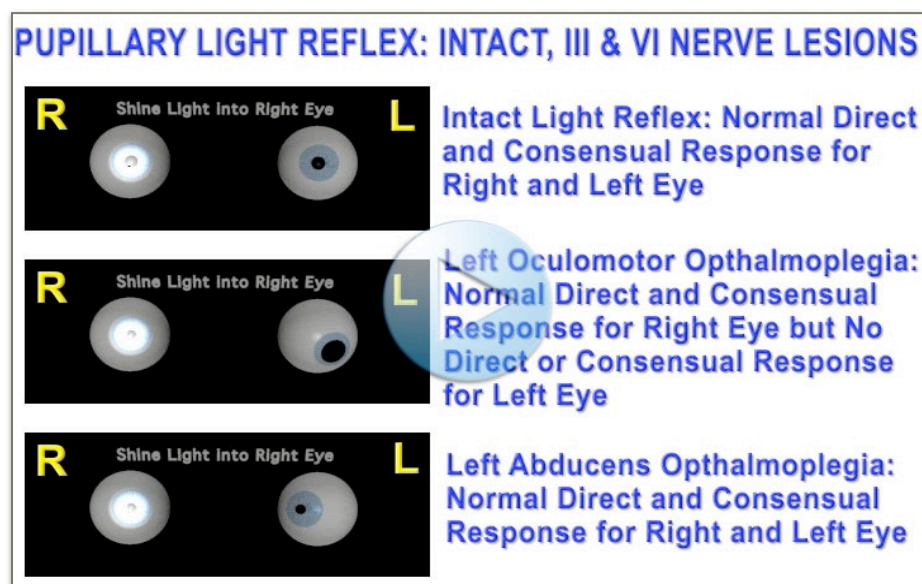 PUPILLARY LIGHT REFLEX: INTACT, III & VI NERVE LESIONS
R
Shine Light into Right Eye
L
Intact Light Reflex: Normal Direct
and Consensual Response for
Right and Left Eye
R
Shine Light into Right Eye
L
Left Oculomotor Opthalmoplegia:
Normal Direct and Consensual
Response for Right Eye but No
Direct or Consensual Response
for Left Eye
R
Shine Light into Right Eye
L
Left Abducens Opthalmoplegia:
Normal Direct and Consensual
Response for Right and Left Eye